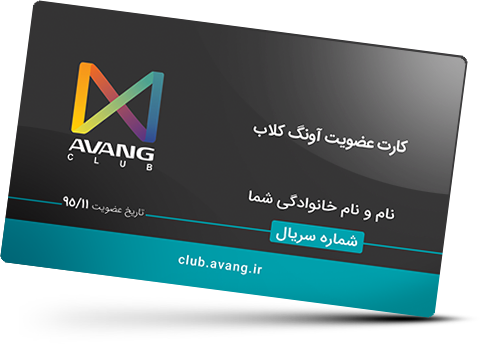 AVANG
CLUB
کارت عضویت آونگ کلاب
نام و نام خانوادگی شما
تاریخ عضویت ۹۵/۱۱
شماره سریال
club.avang.ir